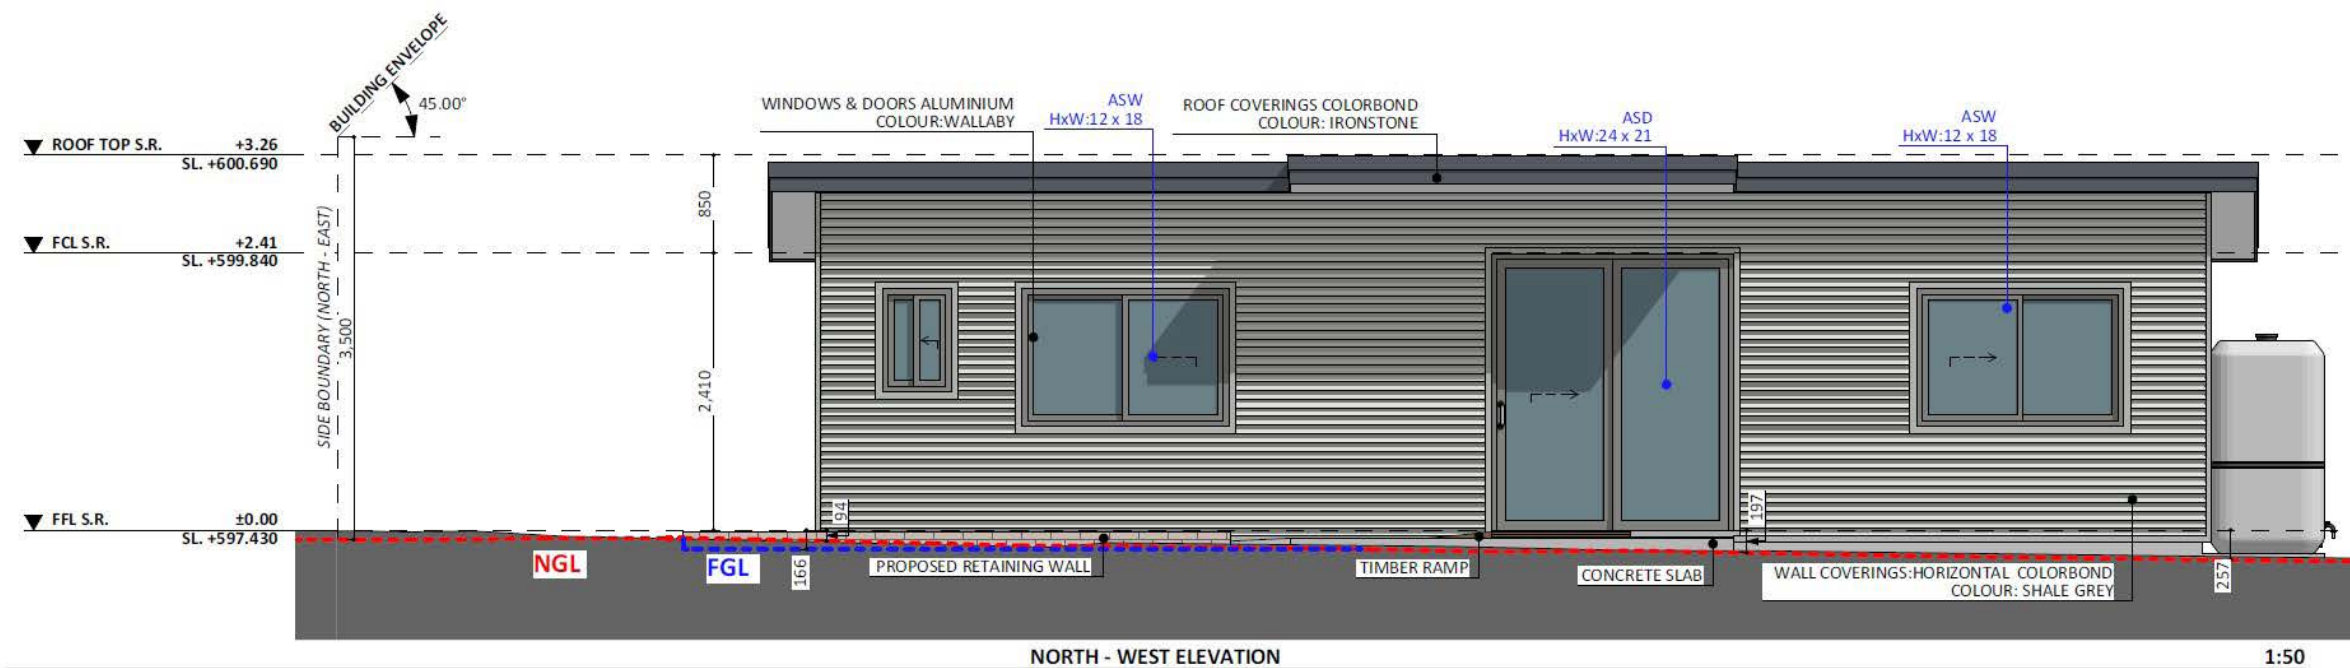 BUILDING ENVELOPE
45.00°
ROOF TOP S.R. +3.26
SL. +600.690
FCL S.R. +2.41
SL. +599.840
FFL S.R. ±0.00
SL. +597.430
SIDE BOUNDARY (NORTH - EAST)
3,500
850
2,410
WINDOWS & DOORS ALUMINIUM
COLOUR:WALLABY
ASW
HxW:12 x 18
ROOF COVERINGS COLORBOND
COLOUR: IRONSTONE
ASD
HxW:24 x 21
ASW
HxW:12 x 18
94
197
NGL
FGL
166
PROPOSED RETAINING WALL
TIMBER RAMP
CONCRETE SLAB
WALL COVERINGS:HORIZONTAL COLORBOND
COLOUR: SHALE GREY
257
NORTH - WEST ELEVATION
1:50